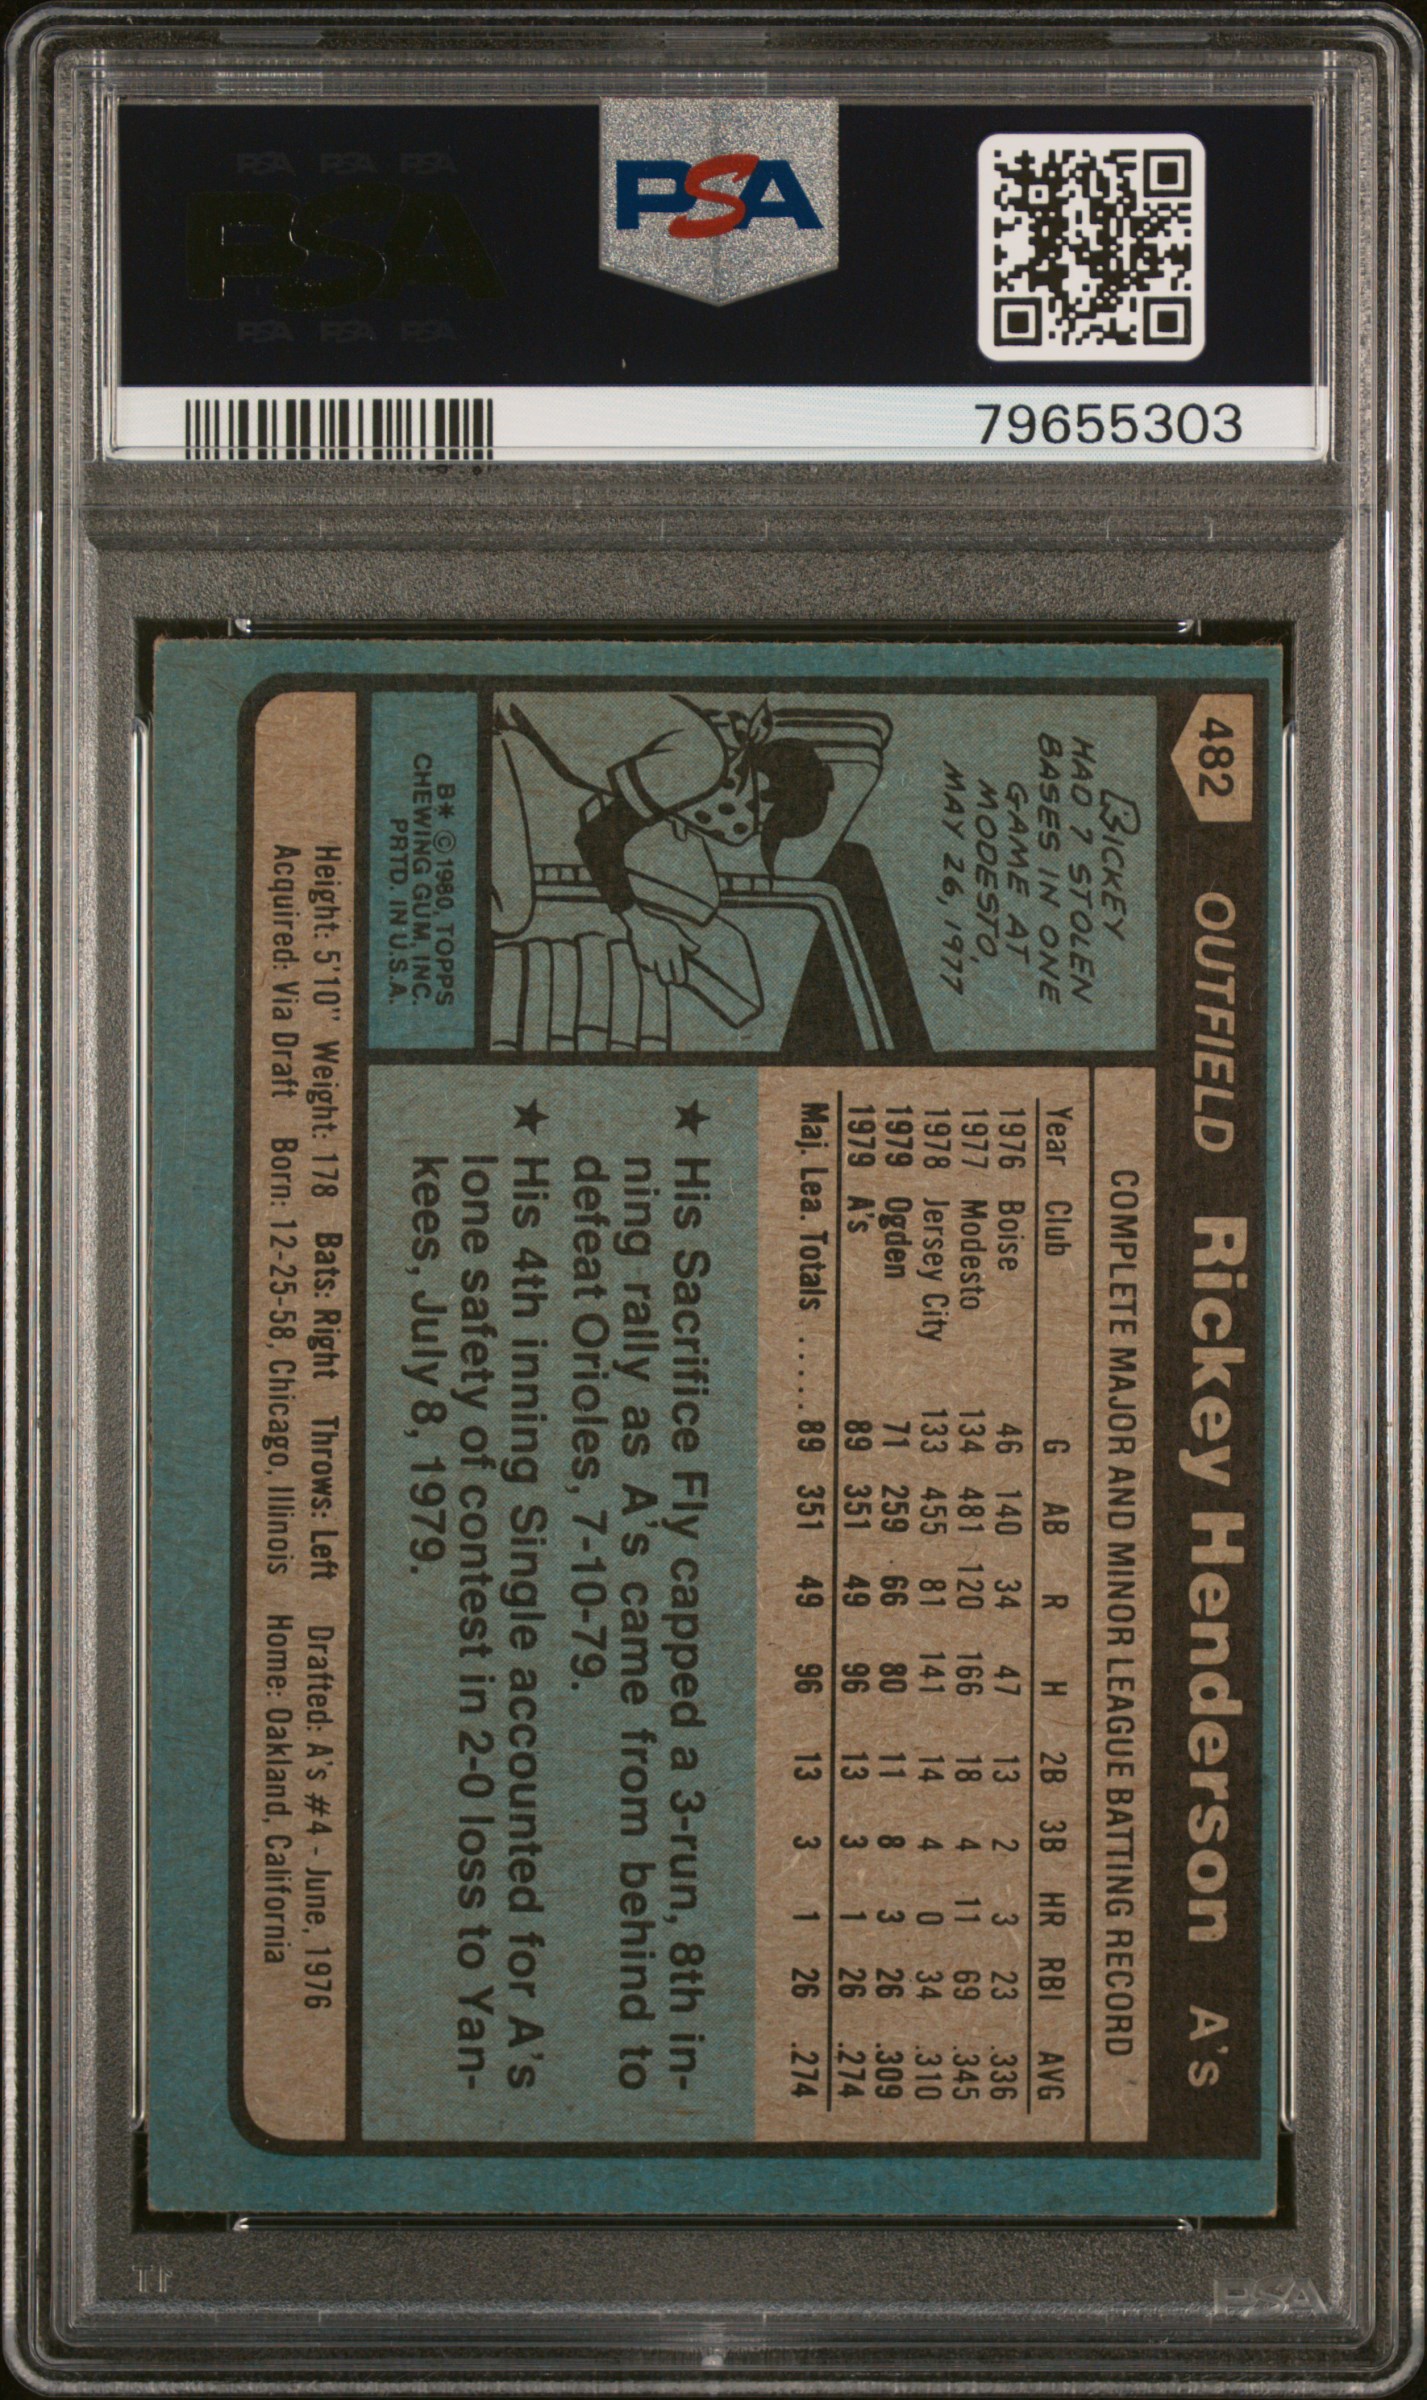 PSA PSA PSA
PSA
PSA PSA PSA
PSA
79655303
482 OUTFIELD Rickey Henderson A's
RICKEY
HAD 7 STOLEN
BASES IN ONE
GAME AT
MODESTO,
MAY 26, 1977
B* © 1980, TOPPS
CHEWING GUM, INC.
PRTD. IN U.S.A.
COMPLETE MAJOR AND MINOR LEAGUE BATTING RECORD
Year Club G AB R H 2B 3B HR RBI AVG
1976 Boise 46 140 34 47 13 2 3 23 .336
1977 Modesto 134 481 120 166 18 4 11 69 .345
1978 Jersey City 133 455 81 141 14 4 0 34 .310
1979 Ogden 71 259 66 80 11 8 3 26 .309
1979 A's 89 351 49 96 13 3 1 26 .274
Maj. Lea. Totals ...... 89 351 49 96 13 3 1 26 .274
★ His Sacrifice Fly capped a 3-run, 8th in-
ning rally as A's came from behind to
defeat Orioles, 7-10-79.
★ His 4th inning Single accounted for A's
lone safety of contest in 2-0 loss to Yan-
kees, July 8, 1979.
Height: 5'10" Weight: 178 Bats: Right Throws: Left Drafted: A's #4 - June, 1976
Acquired: Via Draft Born: 12-25-58, Chicago, Illinois Home: Oakland, California
PSA